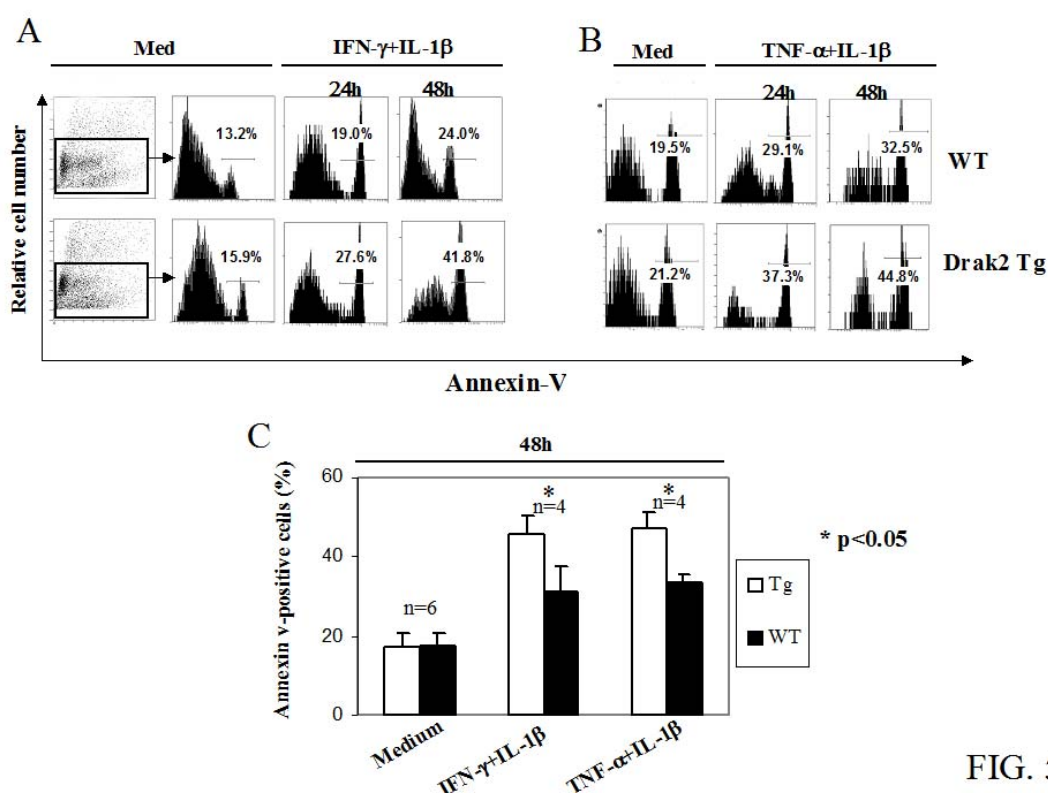 A
Med
IFN-γ+IL-1β
24h
48h
13.2%
19.0%
24.0%
15.9%
27.6%
41.8%
Relative cell number
B
Med
TNF-α+IL-1β
24h
48h
19.5%
29.1%
32.5%
WT
21.2%
37.3%
44.8%
Drak2 Tg
Annexin-V
C
48h
Annexin v-positive cells (%)
60
40
20
0
n=6
*
n=4
*
n=4
* p<0.05
Tg
WT
Medium
IFN-γ+IL-1β
TNF-α+IL-1β
FIG.